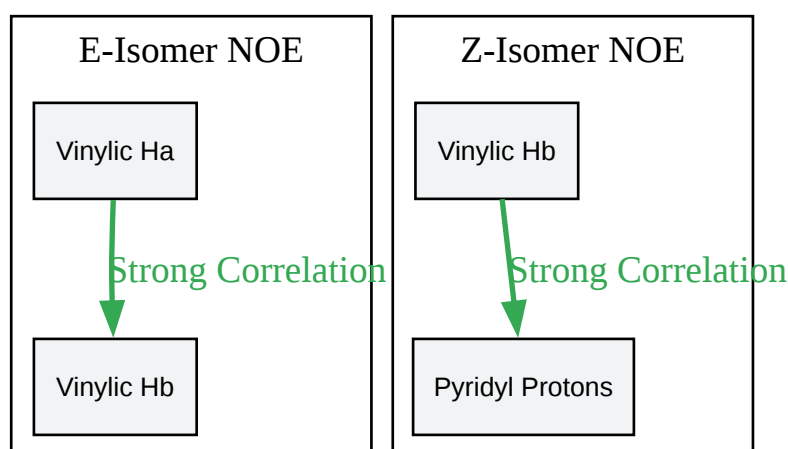 E-Isomer NOE
Vinylic Ha
Strong Correlation
Vinylic Hb
Z-Isomer NOE
Vinylic Hb
Strong Correlation
Pyridyl Protons